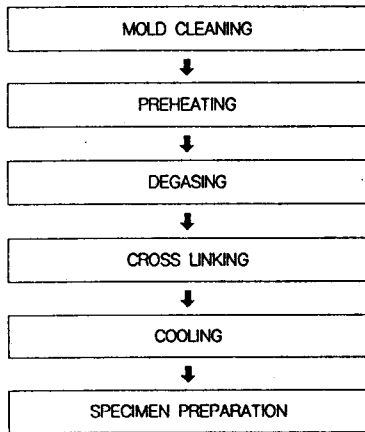 MOLD CLEANING
PREHEATING
DEGASING
CROSS LINKING
COOLING
SPECIMEN PREPARATION